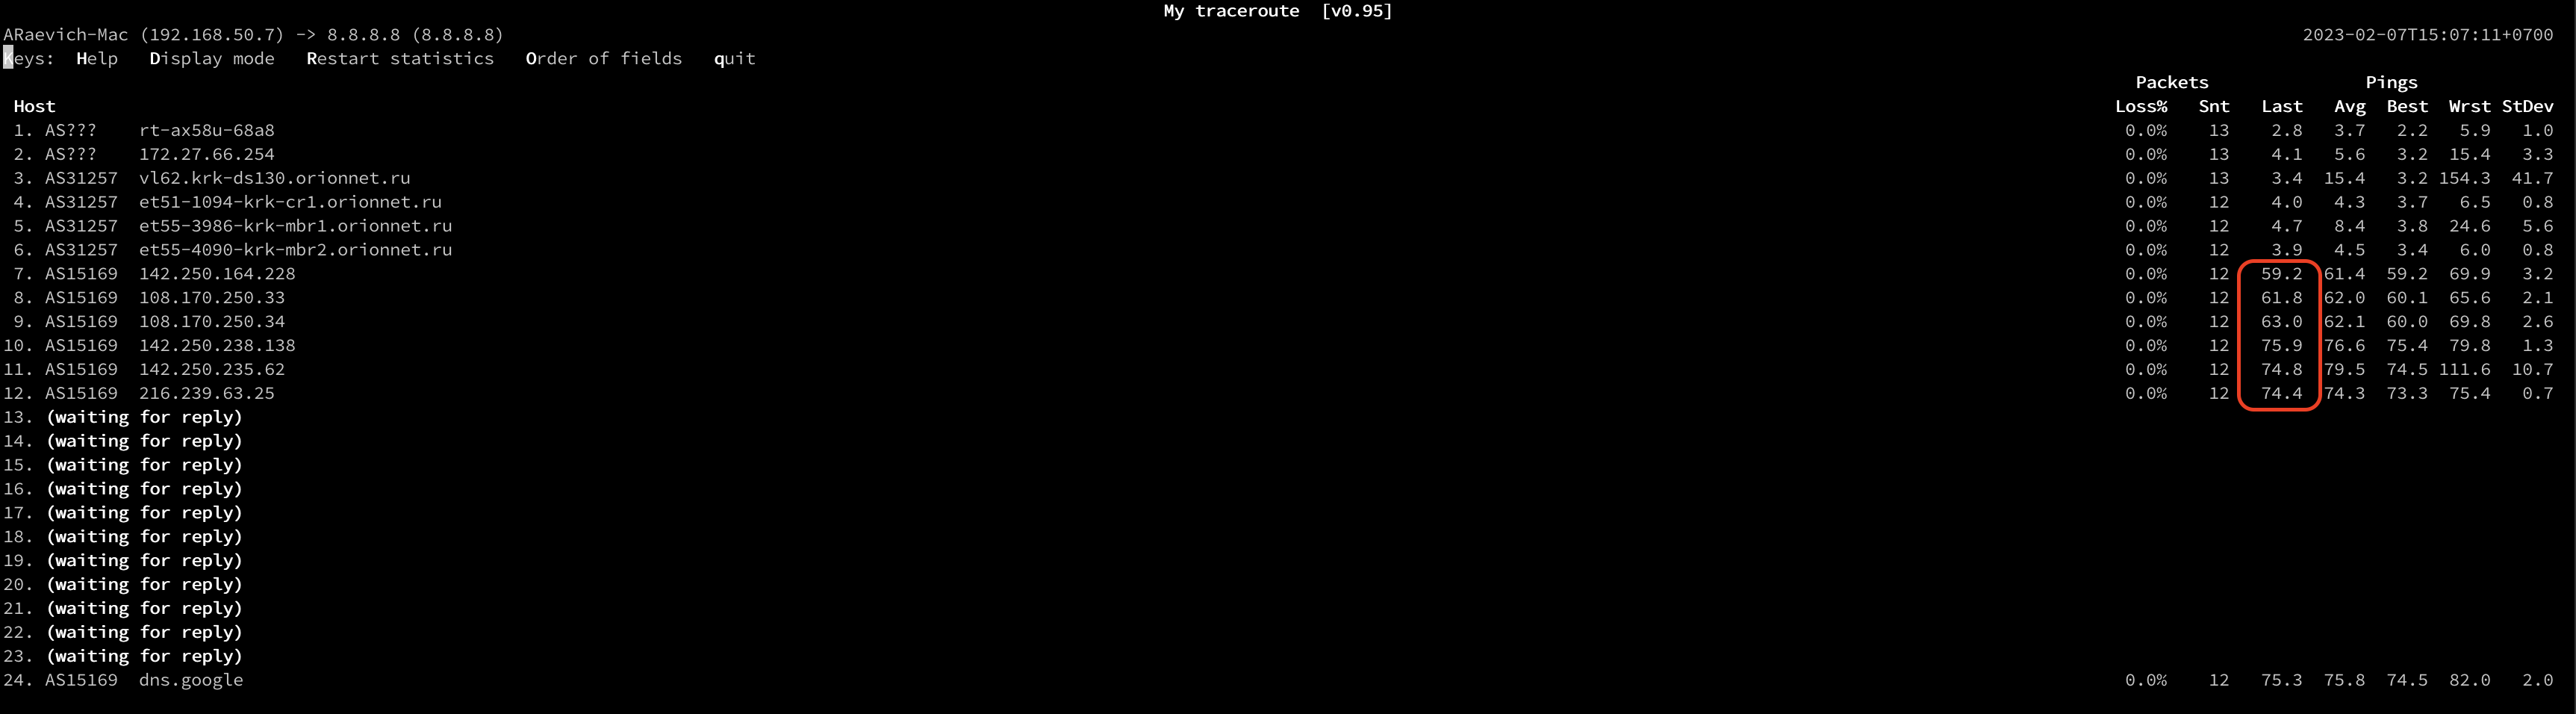 My traceroute  [v0.95]
ARaevich-Mac (192.168.50.7) -> 8.8.8.8 (8.8.8.8) 2023-02-07T15:07:11+0700
Keys:  Help   Display mode   Restart statistics   Order of fields   quit
Packets Pings
Host Loss% Snt Last Avg Best Wrst StDev
1. AS??? rt-ax58u-68a8 0.0% 13 2.8 3.7 2.2 5.9 1.0
2. AS??? 172.27.66.254 0.0% 13 4.1 5.6 3.2 15.4 3.3
3. AS31257 vl62.krk-ds130.orionnet.ru 0.0% 13 3.4 15.4 3.2 154.3 41.7
4. AS31257 et51-1094-krk-cr1.orionnet.ru 0.0% 12 4.0 4.3 3.7 6.5 0.8
5. AS31257 et55-3986-krk-mbr1.orionnet.ru 0.0% 12 4.7 8.4 3.8 24.6 5.6
6. AS31257 et55-4090-krk-mbr2.orionnet.ru 0.0% 12 3.9 4.5 3.4 6.0 0.8
7. AS15169 142.250.164.228 0.0% 12 59.2 61.4 59.2 69.9 3.2
8. AS15169 108.170.250.33 0.0% 12 61.8 62.0 60.1 65.6 2.1
9. AS15169 108.170.250.34 0.0% 12 63.0 62.1 60.0 69.8 2.6
10. AS15169 142.250.238.138 0.0% 12 75.9 76.6 75.4 79.8 1.3
11. AS15169 142.250.235.62 0.0% 12 74.8 79.5 74.5 111.6 10.7
12. AS15169 216.239.63.25 0.0% 12 74.4 74.3 73.3 75.4 0.7
13. (waiting for reply)
14. (waiting for reply)
15. (waiting for reply)
16. (waiting for reply)
17. (waiting for reply)
18. (waiting for reply)
19. (waiting for reply)
20. (waiting for reply)
21. (waiting for reply)
22. (waiting for reply)
23. (waiting for reply)
24. AS15169 dns.google 0.0% 12 75.3 75.8 74.5 82.0 2.0